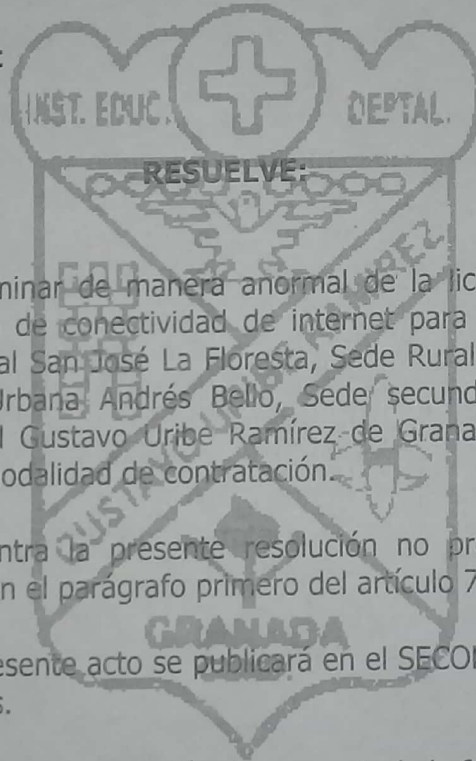 :
INST. EDUC. DEPTAL.
RESUELVE:
minar de manera anormal de la lic
de conectividad de internet para
al San José La Floresta, Sede Rural
Urbana Andrés Bello, Sede secund
l Gustavo Uribe Ramírez de Grana
modalidad de contratación.
GUSTAVO URIBE RAMIREZ
ntra la presente resolución no pr
n el parágrafo primero del artículo 7
GRANADA
esente acto se publicará en el SECOP
s.